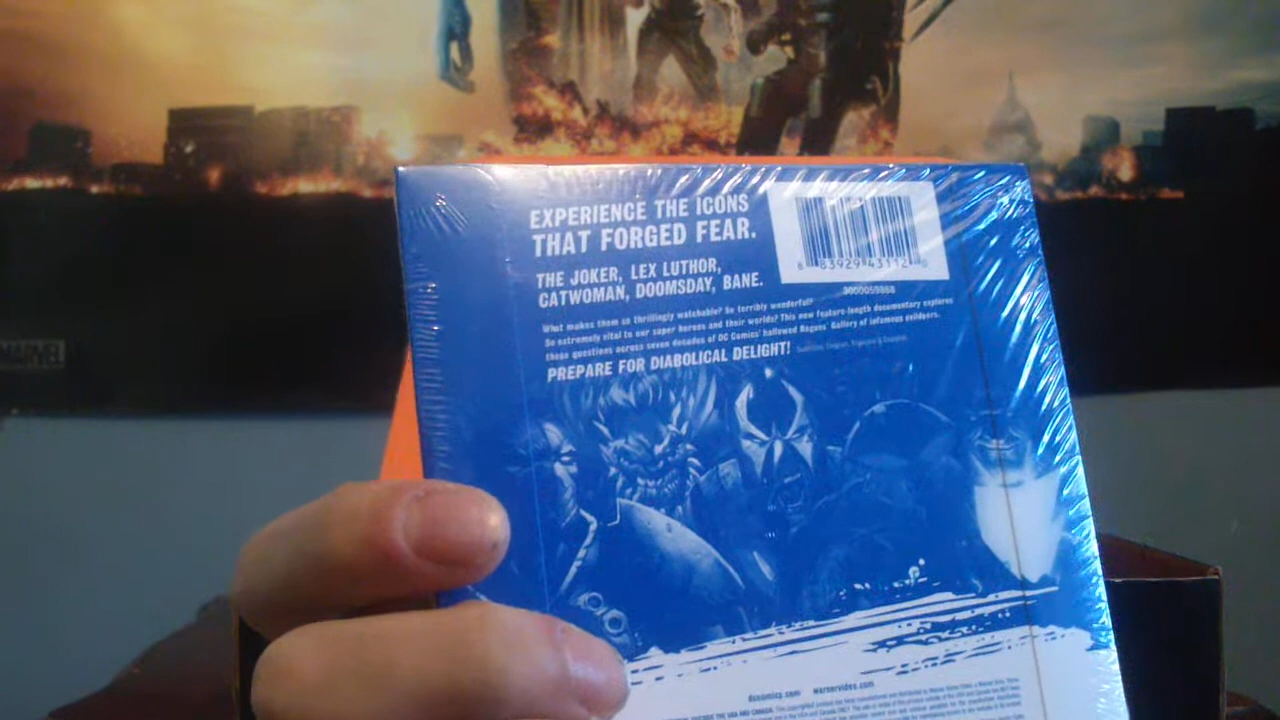 EXPERIENCE THE ICONS
THAT FORGED FEAR.
THE JOKER, LEX LUTHOR,
CATWOMAN, DOOMSDAY, BANE.
What makes them so thrillingly watchable? So terribly wonderful?
So extremely vital to our super heroes and their worlds? This new feature-length documentary explores
these questions across seven decades of DC Comics' hallowed Rogues' Gallery of infamous evildoers.
PREPARE FOR DIABOLICAL DELIGHT!
8 83929 43112 0
3000059868
MARVEL
dccomics.com warnervideo.com